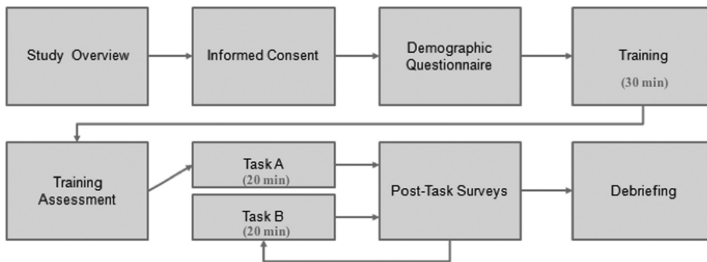 Study Overview
Informed Consent
Demographic
Questionnaire
Training
(30 min)
Training
Assessment
Task A
(20 min)
Task B
(20 min)
Post-Task Surveys
Debriefing